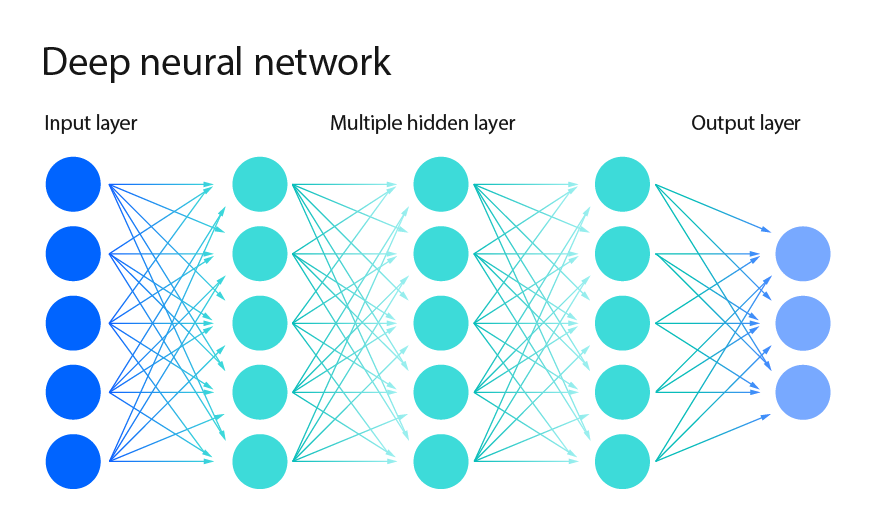 Deep neural network
Input layer
Multiple hidden layer
Output layer